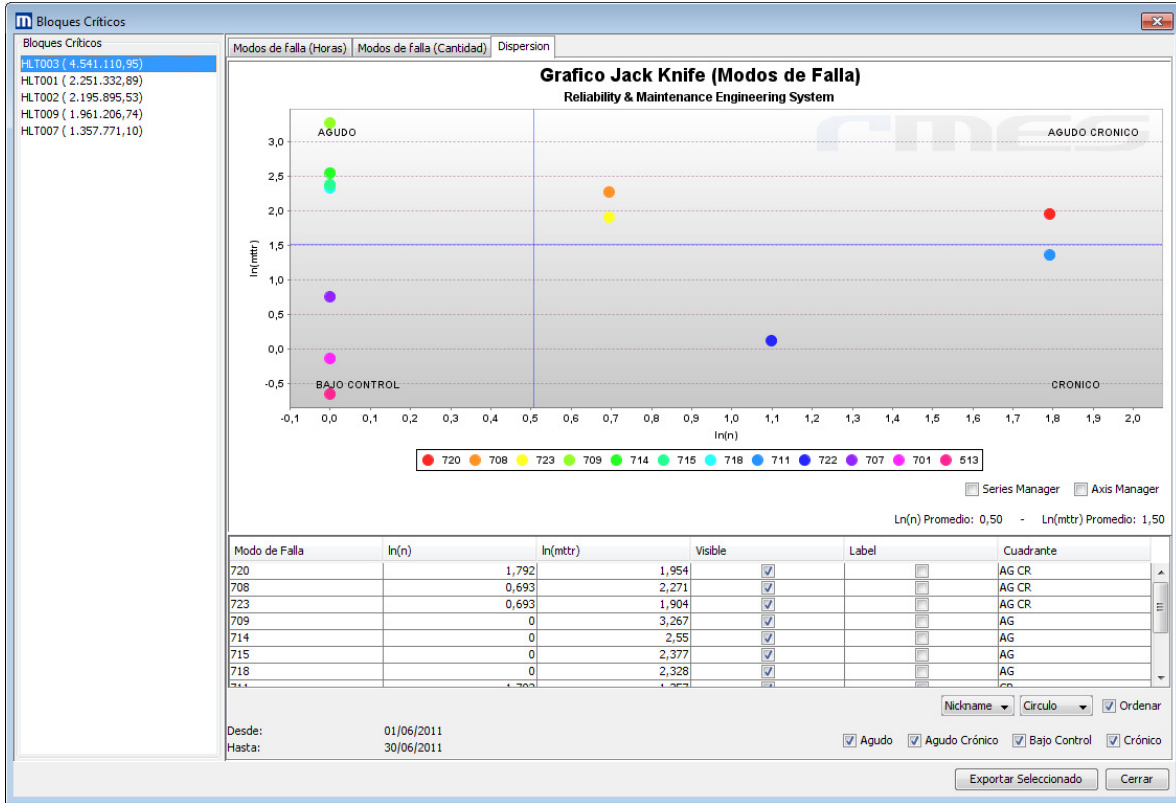 Bloques Críticos
Bloques Críticos
HLT003 ( 4.541.110,95)
HLT001 ( 2.251.332,89)
HLT002 ( 2.195.895,53)
HLT009 ( 1.961.206,74)
HLT007 ( 1.357.771,10)
Modos de falla (Horas) Modos de falla (Cantidad) Dispersion
Grafico Jack Knife (Modos de Falla)
Reliability & Maintenance Engineering System
rmes
AGUDO AGUDO CRONICO
3,0
2,5
2,0
1,5
1,0
0,5
0,0
-0,5
ln(mttr)
BAJO CONTROL CRONICO
-0,1 0,0 0,1 0,2 0,3 0,4 0,5 0,6 0,7 0,8 0,9 1,0 1,1 1,2 1,3 1,4 1,5 1,6 1,7 1,8 1,9 2,0
ln(n)
720 708 723 709 714 715 718 711 722 707 701 513
Series Manager Axis Manager
Ln(n) Promedio: 0,50 - Ln(mttr) Promedio: 1,50
Modo de Falla ln(n) ln(mttr) Visible Label Cuadrante
720 1,792 1,954 AG CR
708 0,693 2,271 AG CR
723 0,693 1,904 AG CR
709 0 3,267 AG
714 0 2,55 AG
715 0 2,377 AG
718 0 2,328 AG
711 1,792 1,357 CR
Nickname Circulo Ordenar
Desde: 01/06/2011
Hasta: 30/06/2011
Agudo Agudo Crónico Bajo Control Crónico
Exportar Seleccionado Cerrar